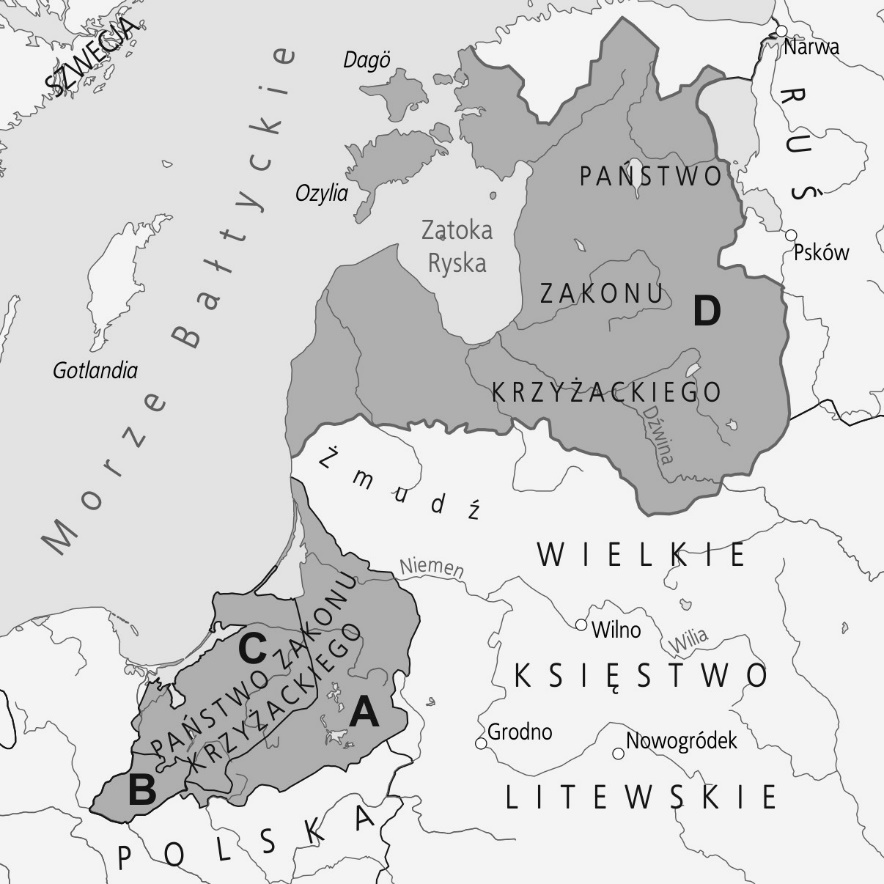 SZWECJA
Dagö
Narwa
RUŚ
Morze Bałtyckie
PAŃSTWO
Ozylia
Zatoka
Ryska
Psków
ZAKONU
D
Gotlandia
KRZYŻACKIEGO
Dźwina
Żmudź
WIELKIE
Niemen
Wilno
Wilia
C
PAŃSTWO ZAKONU
KRZYŻACKIEGO
KSIĘSTWO
A
Grodno
Nowogródek
B
LITEWSKIE
POLSKA